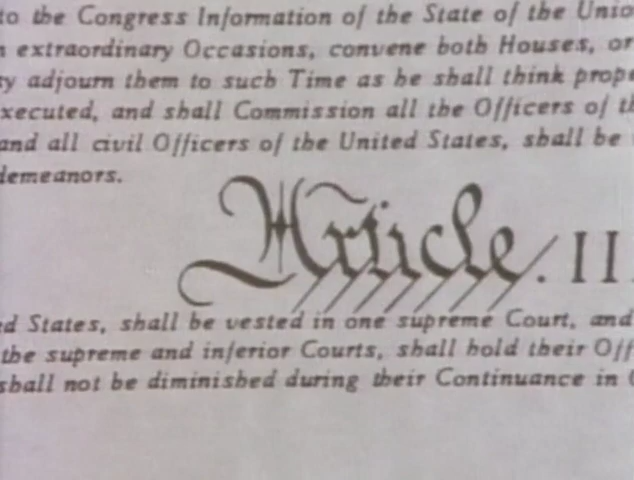 to the Congress Information of the State of the Unio
extraordinary Occasions, convene both Houses, or
y adjourn them to such Time as he shall think prope
xecuted, and shall Commission all the Officers of th
and all civil Officers of the United States, shall be
demeanors.
Article. II
ed States, shall be vested in one supreme Court, and
the supreme and inferior Courts, shall hold their Off
shall not be diminished during their Continuance in